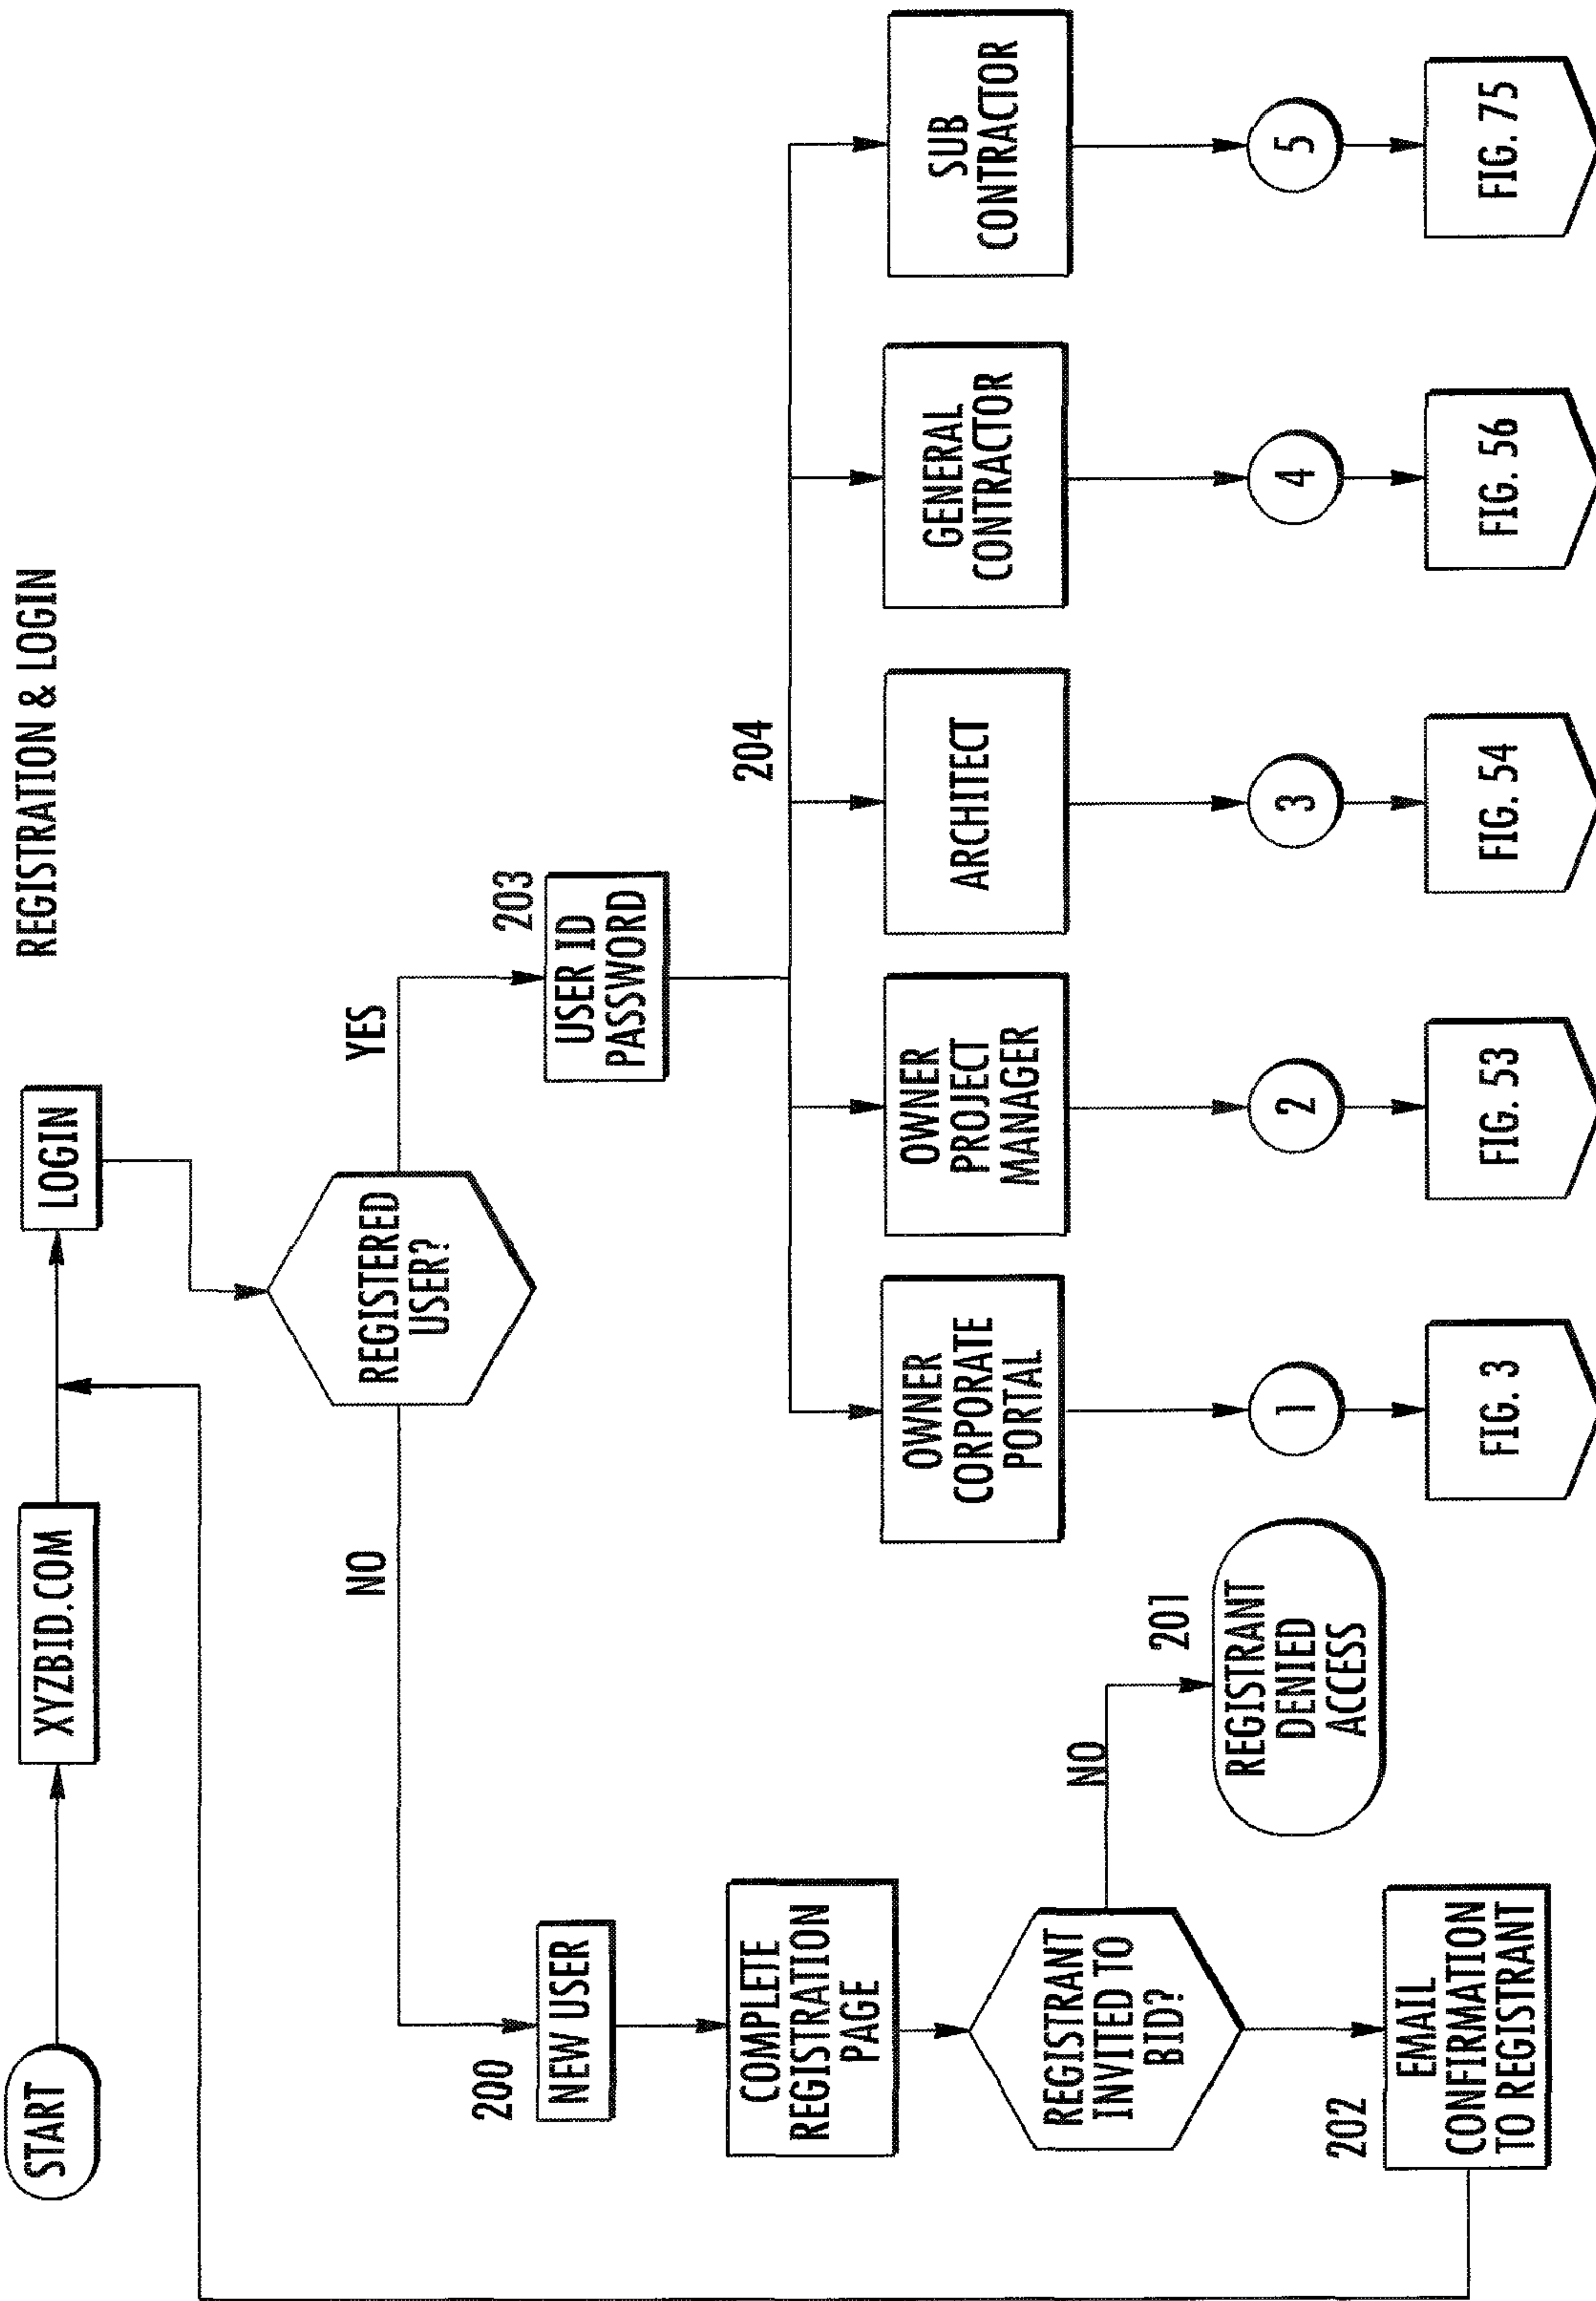 REGISTRATION & LOGIN
START
XYZBID.COM
LOGIN
REGISTERED
USER?
NO
YES
200
NEW USER
203
USER ID
PASSWORD
204
COMPLETE
REGISTRATION
PAGE
OWNER
CORPORATE
PORTAL
OWNER
PROJECT
MANAGER
ARCHITECT
GENERAL
CONTRACTOR
SUB
CONTRACTOR
REGISTRANT
INVITED TO
BID?
NO
201
REGISTRANT
DENIED
ACCESS
1
2
3
4
5
202
EMAIL
CONFIRMATION
TO REGISTRANT
FIG. 3
FIG. 53
FIG. 54
FIG. 56
FIG. 75